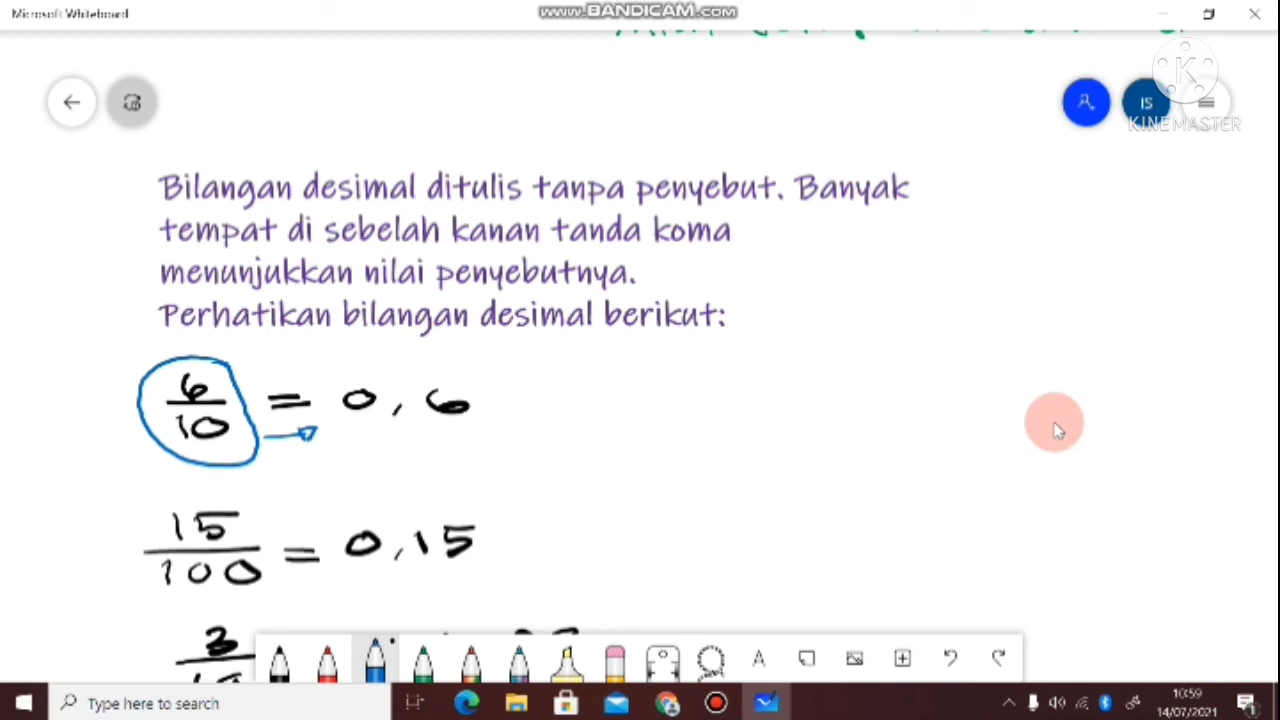 Microsoft Whiteboard
www.BANDICAM.com
IS
K
KINEMASTER
Bilangan desimal ditulis tanpa penyebut. Banyak
tempat di sebelah kanan tanda koma
menunjukkan nilai penyebutnya.
Perhatikan bilangan desimal berikut:
6/10 = 0,6
15/100 = 0,15
3
A
Type here to search
10:59
14/07/2021